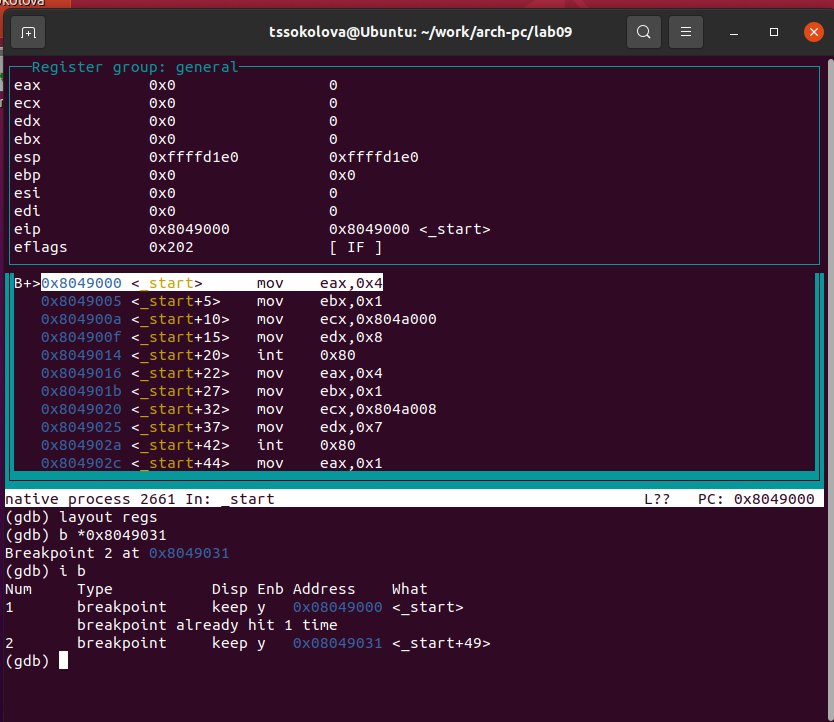 okolova
tssokolova@Ubuntu: ~/work/arch-pc/lab09
Register group: general
eax 0x0 0
ecx 0x0 0
edx 0x0 0
ebx 0x0 0
esp 0xffffd1e0 0xffffd1e0
ebp 0x0 0x0
esi 0x0 0
edi 0x0 0
eip 0x8049000 0x8049000 <_start>
eflags 0x202 [ IF ]
B+>0x8049000 <_start> mov eax,0x4
0x8049005 <_start+5> mov ebx,0x1
0x804900a <_start+10> mov ecx,0x804a000
0x804900f <_start+15> mov edx,0x8
0x8049014 <_start+20> int 0x80
0x8049016 <_start+22> mov eax,0x4
0x804901b <_start+27> mov ebx,0x1
0x8049020 <_start+32> mov ecx,0x804a008
0x8049025 <_start+37> mov edx,0x7
0x804902a <_start+42> int 0x80
0x804902c <_start+44> mov eax,0x1
native process 2661 In: _start L?? PC: 0x8049000
(gdb) layout regs
(gdb) b *0x8049031
Breakpoint 2 at 0x8049031
(gdb) i b
Num Type Disp Enb Address What
1 breakpoint keep y 0x08049000 <_start>
breakpoint already hit 1 time
2 breakpoint keep y 0x08049031 <_start+49>
(gdb)